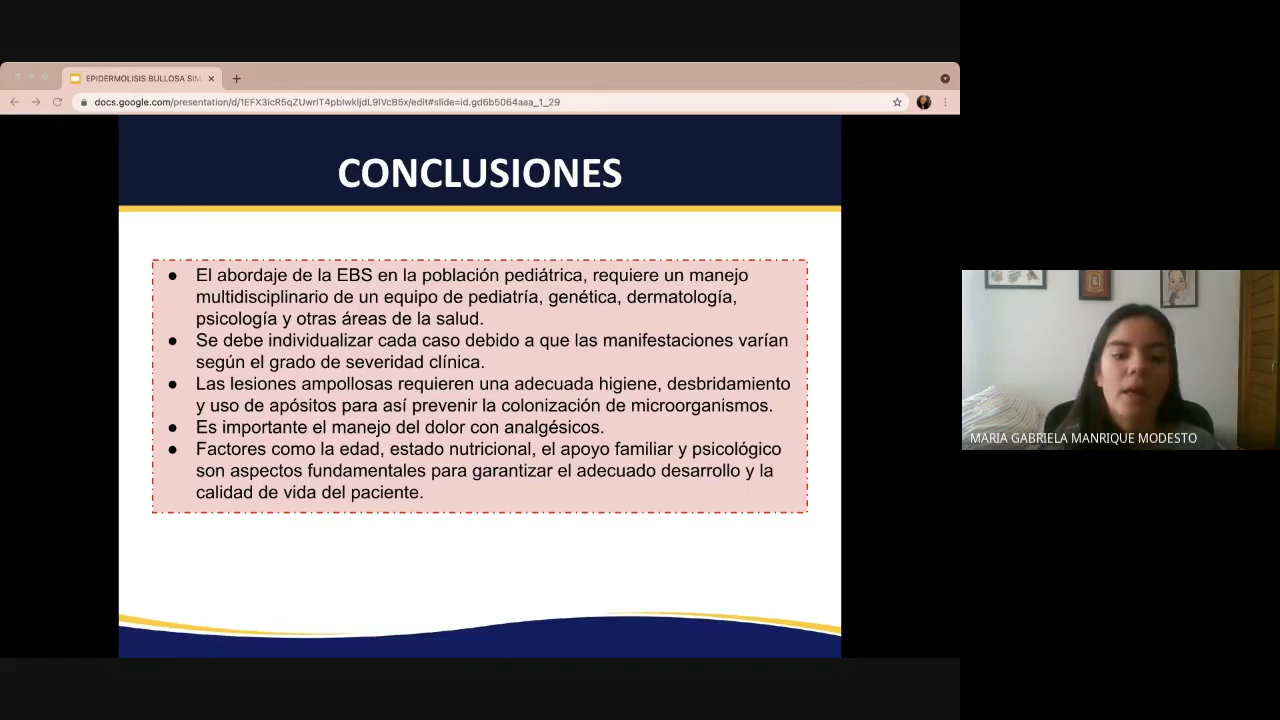 EPIDERMOLISIS BULLOSA SIM
docs.google.com/presentation/d/1EFX3icR5qZUwrIT4pbIwkljdL9IVcB5x/edit#slide=id.gd6b5064aaa_1_29
CONCLUSIONES
● El abordaje de la EBS en la población pediátrica, requiere un manejo
multidisciplinario de un equipo de pediatría, genética, dermatología,
psicología y otras áreas de la salud.
● Se debe individualizar cada caso debido a que las manifestaciones varían
según el grado de severidad clínica.
● Las lesiones ampollosas requieren una adecuada higiene, desbridamiento
y uso de apósitos para así prevenir la colonización de microorganismos.
● Es importante el manejo del dolor con analgésicos.
● Factores como la edad, estado nutricional, el apoyo familiar y psicológico
son aspectos fundamentales para garantizar el adecuado desarrollo y la
calidad de vida del paciente.
MARIA GABRIELA MANRIQUE MODESTO